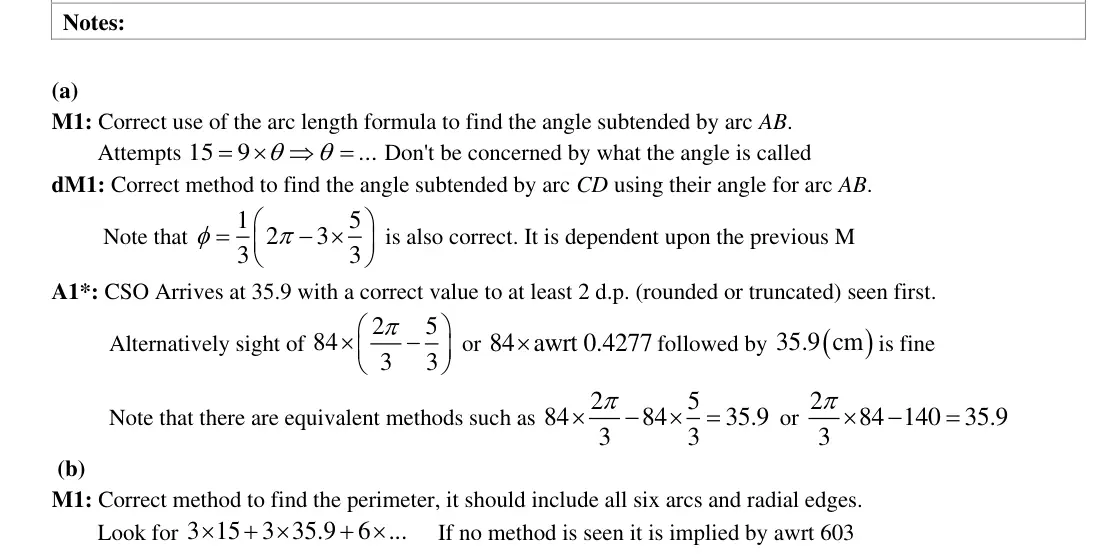 Notes:
(a)
M1: Correct use of the arc length formula to find the angle subtended by arc AB.
Attempts 15 = 9 × θ ⇒ θ = ... Don't be concerned by what the angle is called
dM1: Correct method to find the angle subtended by arc CD using their angle for arc AB.
Note that ϕ = 1/3 (2π − 3 × 5/3) is also correct. It is dependent upon the previous M
A1*: CSO Arrives at 35.9 with a correct value to at least 2 d.p. (rounded or truncated) seen first.
Alternatively sight of 84 × (2π/3 − 5/3) or 84 × awrt 0.4277 followed by 35.9(cm) is fine
Note that there are equivalent methods such as 84 × 2π/3 − 84 × 5/3 = 35.9 or 2π/3 × 84 − 140 = 35.9
(b)
M1: Correct method to find the perimeter, it should include all six arcs and radial edges.
Look for 3×15 + 3×35.9 + 6×... If no method is seen it is implied by awrt 603